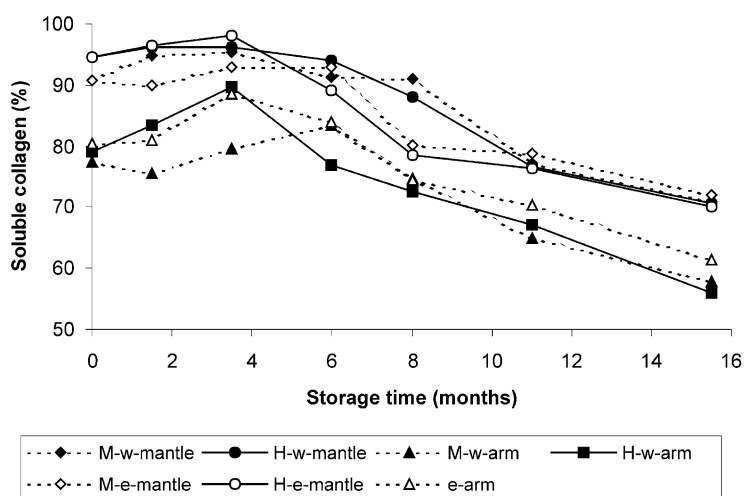 100
90
80
70
60
50
Soluble collagen (%)
0 2 4 6 8 10 12 14 16
Storage time (months)
M-w-mantle H-w-mantle M-w-arm H-w-arm
M-e-mantle H-e-mantle e-arm